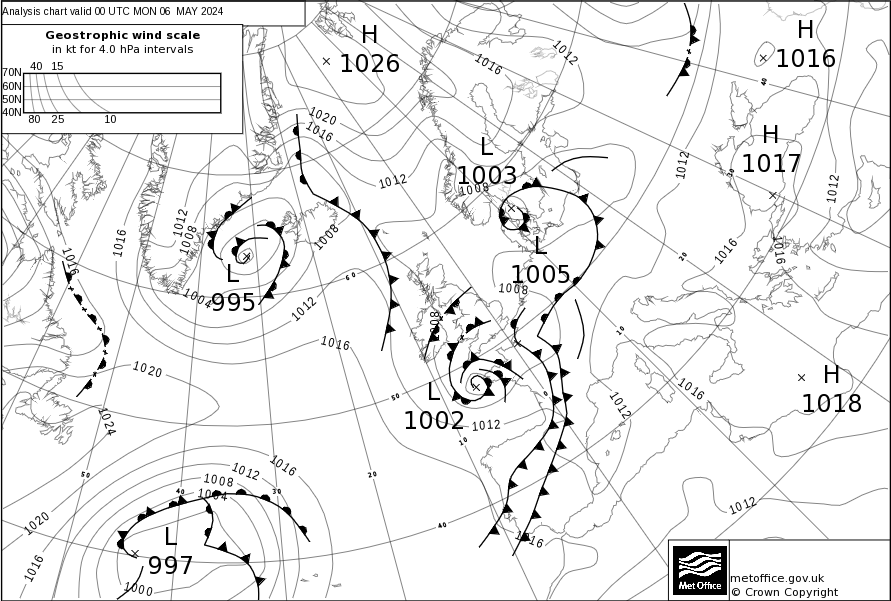 Analysis chart valid 00 UTC MON 06 MAY 2024
Geostrophic wind scale
in kt for 4.0 hPa intervals
40 15
70N
60N
50N
40N
80 25 10
H
1026
H
1016
H
1017
L
1003
L
1005
L
995
L
1002
H
1018
L
997
1020
1016
1016
1012
1012
1008
1012
1012
1016
1012
1008
1016
1008
1016
1016
1004
1012
1008
1008
1016
1020
1024
1012
1016
1012
1016
1012
1008
1004
1012
1020
1016
1016
1000
40
30
20
60
10
50
0
10
50
40
30
20
40
Met Office
metoffice.gov.uk
© Crown Copyright